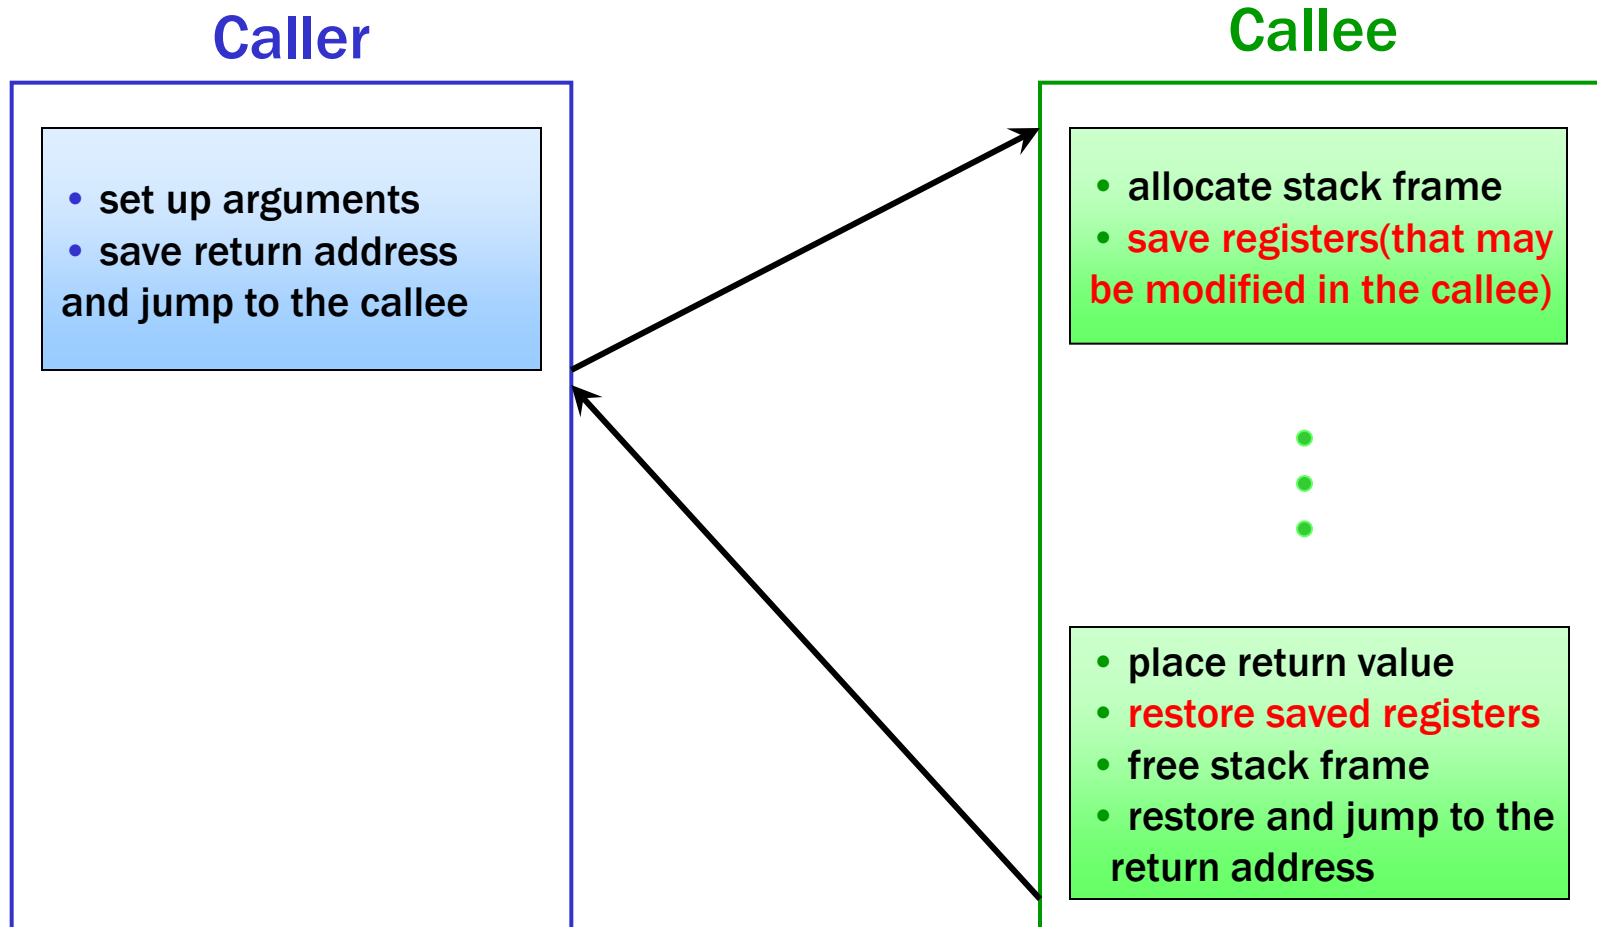 Caller
• set up arguments
• save return address
and jump to the callee
Callee
• allocate stack frame
• save registers(that may
be modified in the callee)
• place return value
• restore saved registers
• free stack frame
• restore and jump to the
return address